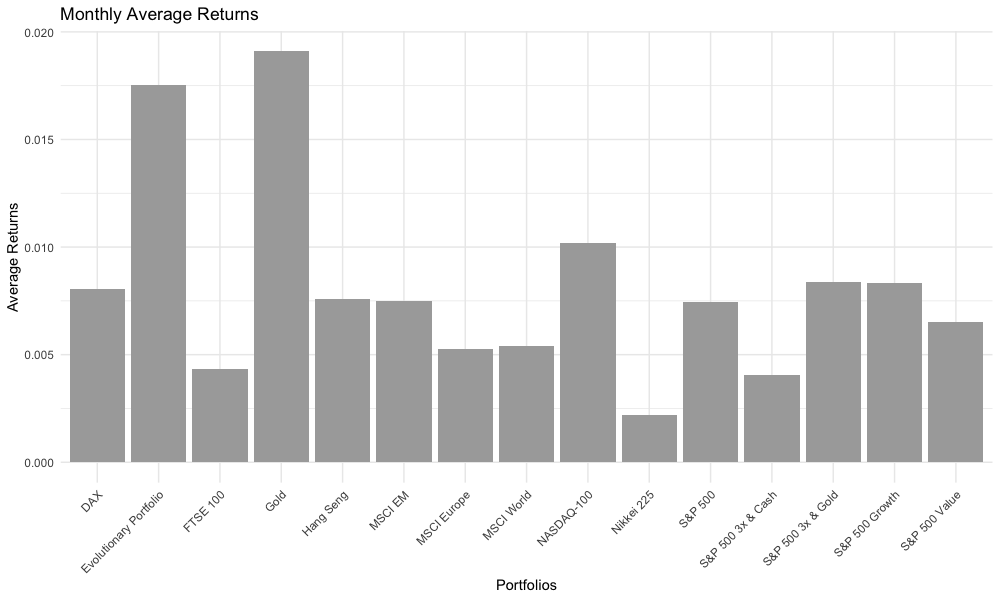 Monthly Average Returns
0.020
0.015
0.010
0.005
0.000
Average Returns
DAX
Evolutionary Portfolio
FTSE 100
Gold
Hang Seng
MSCI EM
MSCI Europe
MSCI World
NASDAQ-100
Nikkei 225
S&P 500
S&P 500 3x & Cash
S&P 500 3x & Gold
S&P 500 Growth
S&P 500 Value
Portfolios